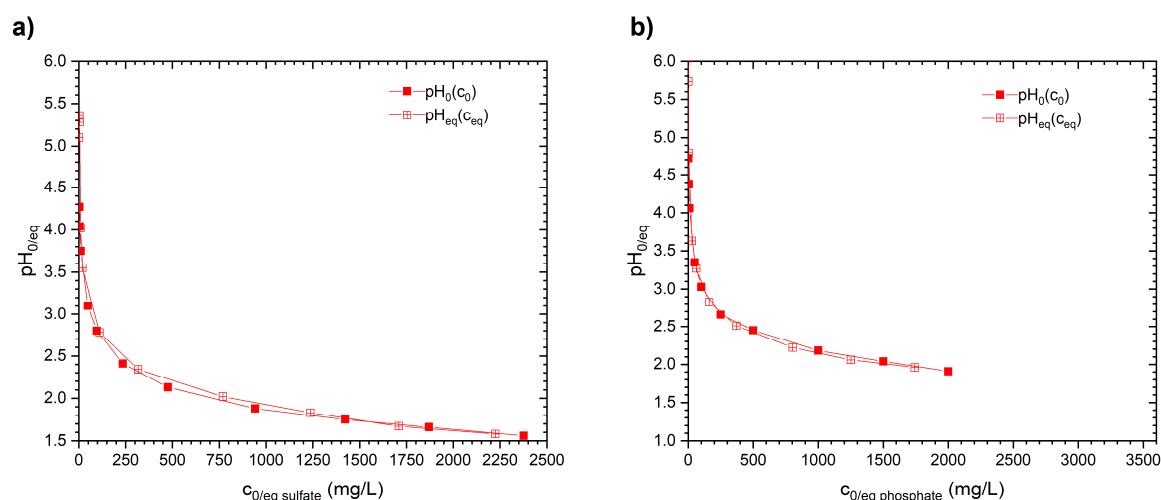 a)
6.0
5.5
5.0
4.5
4.0
3.5
3.0
2.5
2.0
1.5
pH0/eq
0 250 500 750 1000 1250 1500 1750 2000 2250 2500
c0/eq sulfate (mg/L)
pH0(c0)
pHeq(ceq)
b)
6.0
5.5
5.0
4.5
4.0
3.5
3.0
2.5
2.0
1.5
1.0
pH0/eq
0 500 1000 1500 2000 2500 3000 3500
c0/eq phosphate (mg/L)
pH0(c0)
pHeq(ceq)